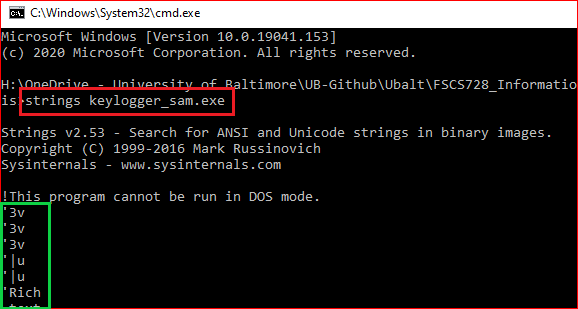 C:\Windows\System32\cmd.exe
Microsoft Windows [Version 10.0.19041.153]
(c) 2020 Microsoft Corporation. All rights reserved.
H:\OneDrive - University of Baltimore\UB-Github\Ubalt\FSCS728_Informatio
is>strings keylogger_sam.exe
Strings v2.53 - Search for ANSI and Unicode strings in binary images.
Copyright (C) 1999-2016 Mark Russinovich
Sysinternals - www.sysinternals.com
!This program cannot be run in DOS mode.
'3v
'3v
'3v
'|u
'|u
'Rich
.text